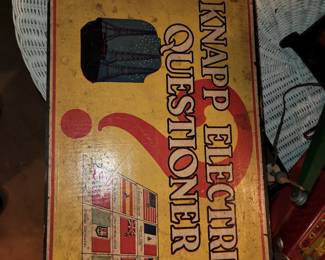 KNAPP ELECTRI
QUESTIONER
?